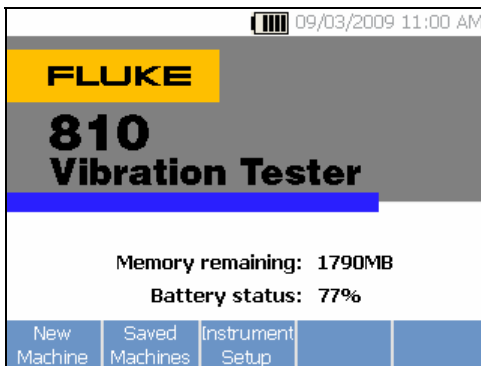 09/03/2009 11:00 AM
FLUKE
810
Vibration Tester
Memory remaining: 1790MB
Battery status: 77%
New Machine
Saved Machines
Instrument Setup